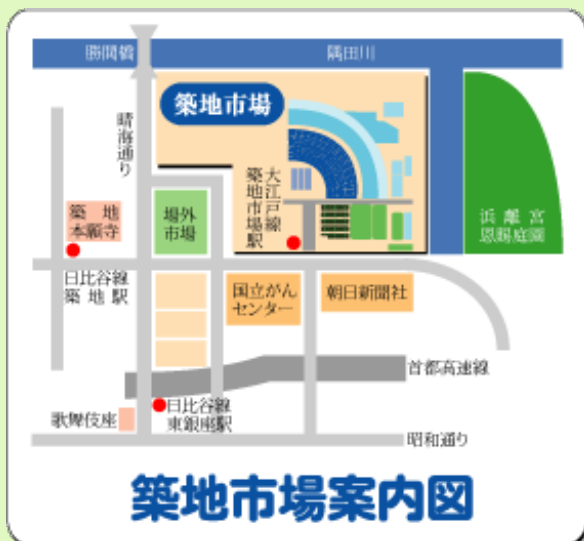 勝鬨橋
隅田川
築地市場
晴海通り
大江戸線
築地市場駅
築地
本願寺
場外
市場
浜離宮
恩賜庭園
日比谷線
築地駅
国立がん
センター
朝日新聞社
首都高速線
歌舞伎座
日比谷線
東銀座駅
昭和通り
築地市場案内図